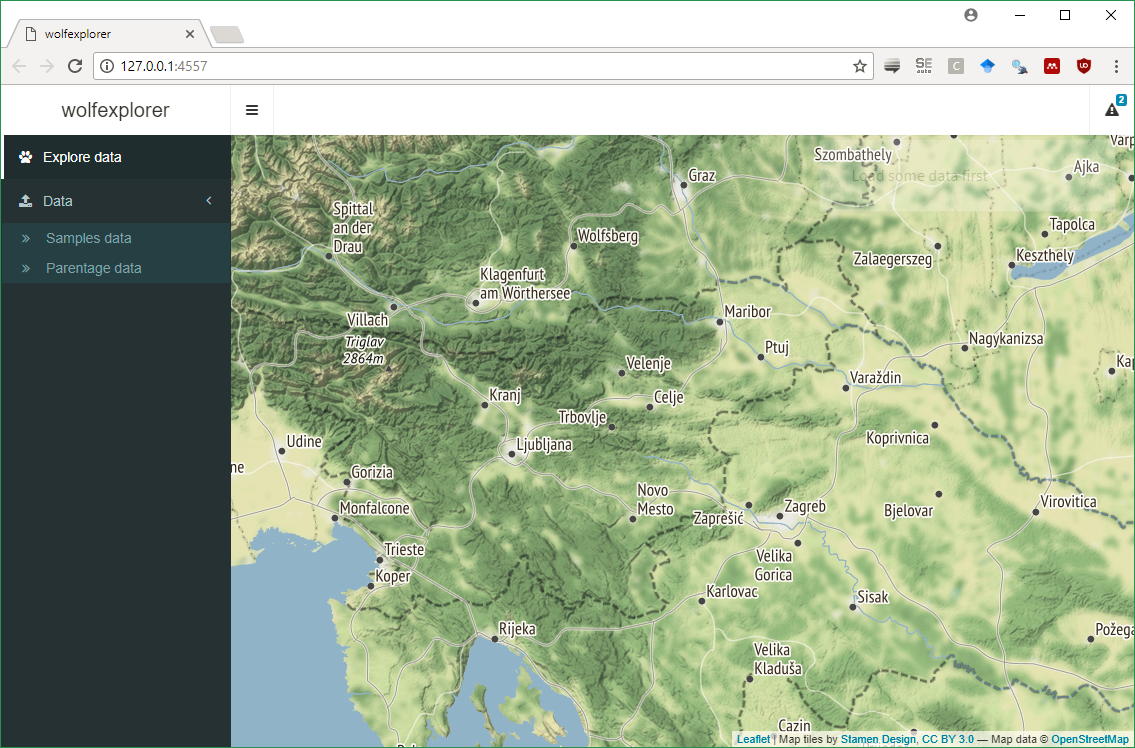 wolfexplorer
127.0.0.1:4557
SE
auto
C
wolfexplorer
2
Explore data
Data
Samples data
Parentage data
Szombathely
Load some data first
Ajka
Graz
Spittal
an der
Drau
Wolfsberg
Tapolca
Keszthely
Zalaegerszeg
Klagenfurt
am Wörthersee
Villach
Maribor
Triglav
2864m
Ptuj
Nagykanizsa
Velenje
Varaždin
Kranj
Celje
Trbovlje
Koprivnica
Udine
Ljubljana
ne
Gorizia
Novo
Mesto
Monfalcone
Zaprešić
Zagreb
Bjelovar
Virovitica
Trieste
Koper
Velika
Gorica
Karlovac
Sisak
Rijeka
Požega
Velika
Kladuša
Cazin
Leaflet | Map tiles by Stamen Design, CC BY 3.0 — Map data © OpenStreetMap